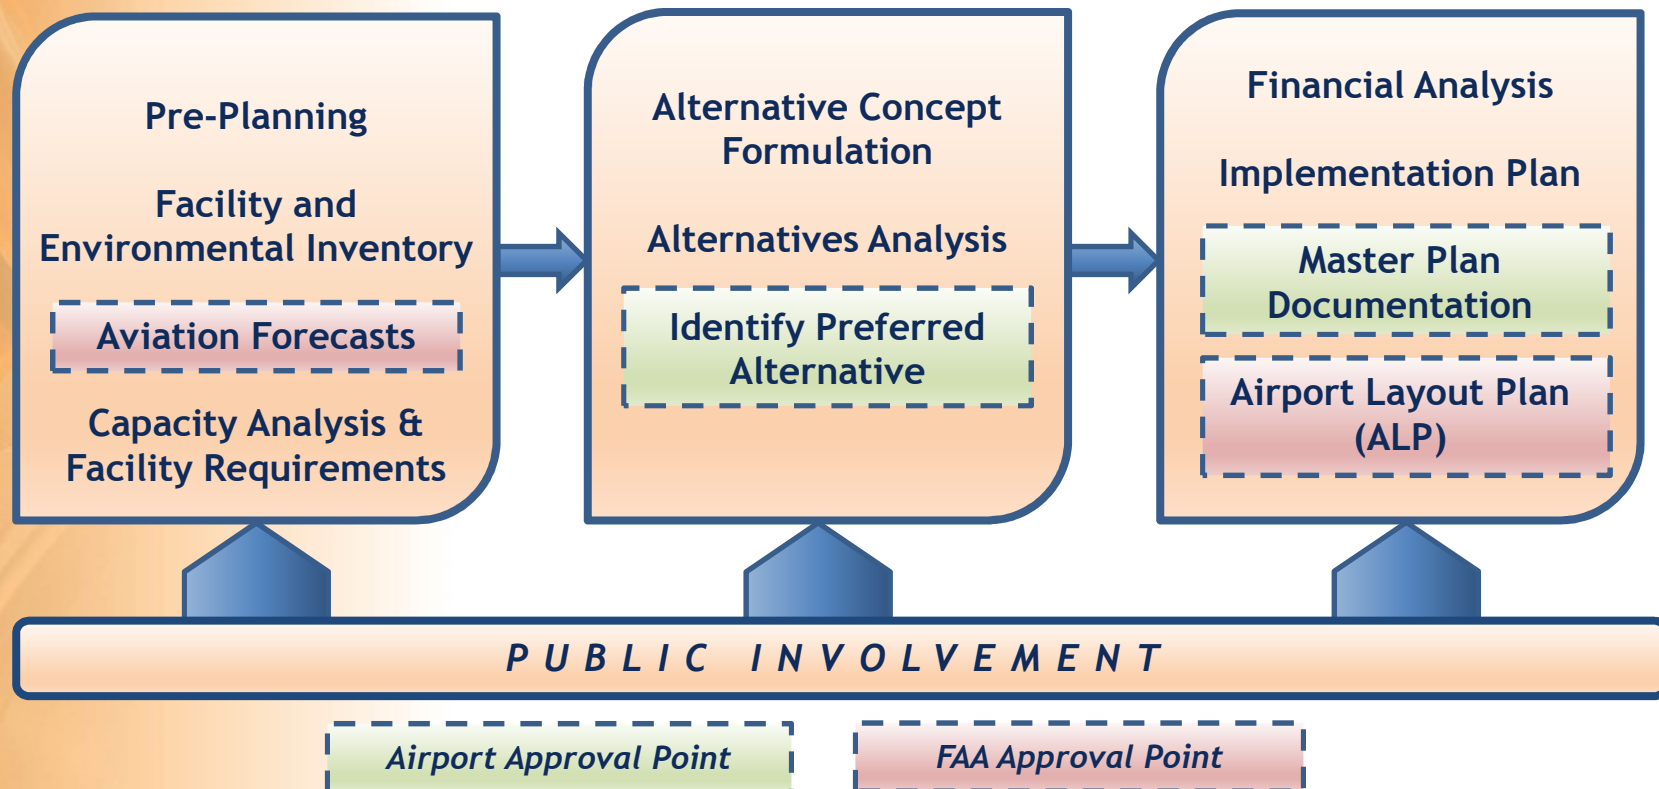 Pre-Planning
Facility and
Environmental Inventory
Aviation Forecasts
Capacity Analysis &
Facility Requirements
Alternative Concept
Formulation
Alternatives Analysis
Identify Preferred
Alternative
Financial Analysis
Implementation Plan
Master Plan
Documentation
Airport Layout Plan
(ALP)
PUBLIC INVOLVEMENT
Airport Approval Point
FAA Approval Point